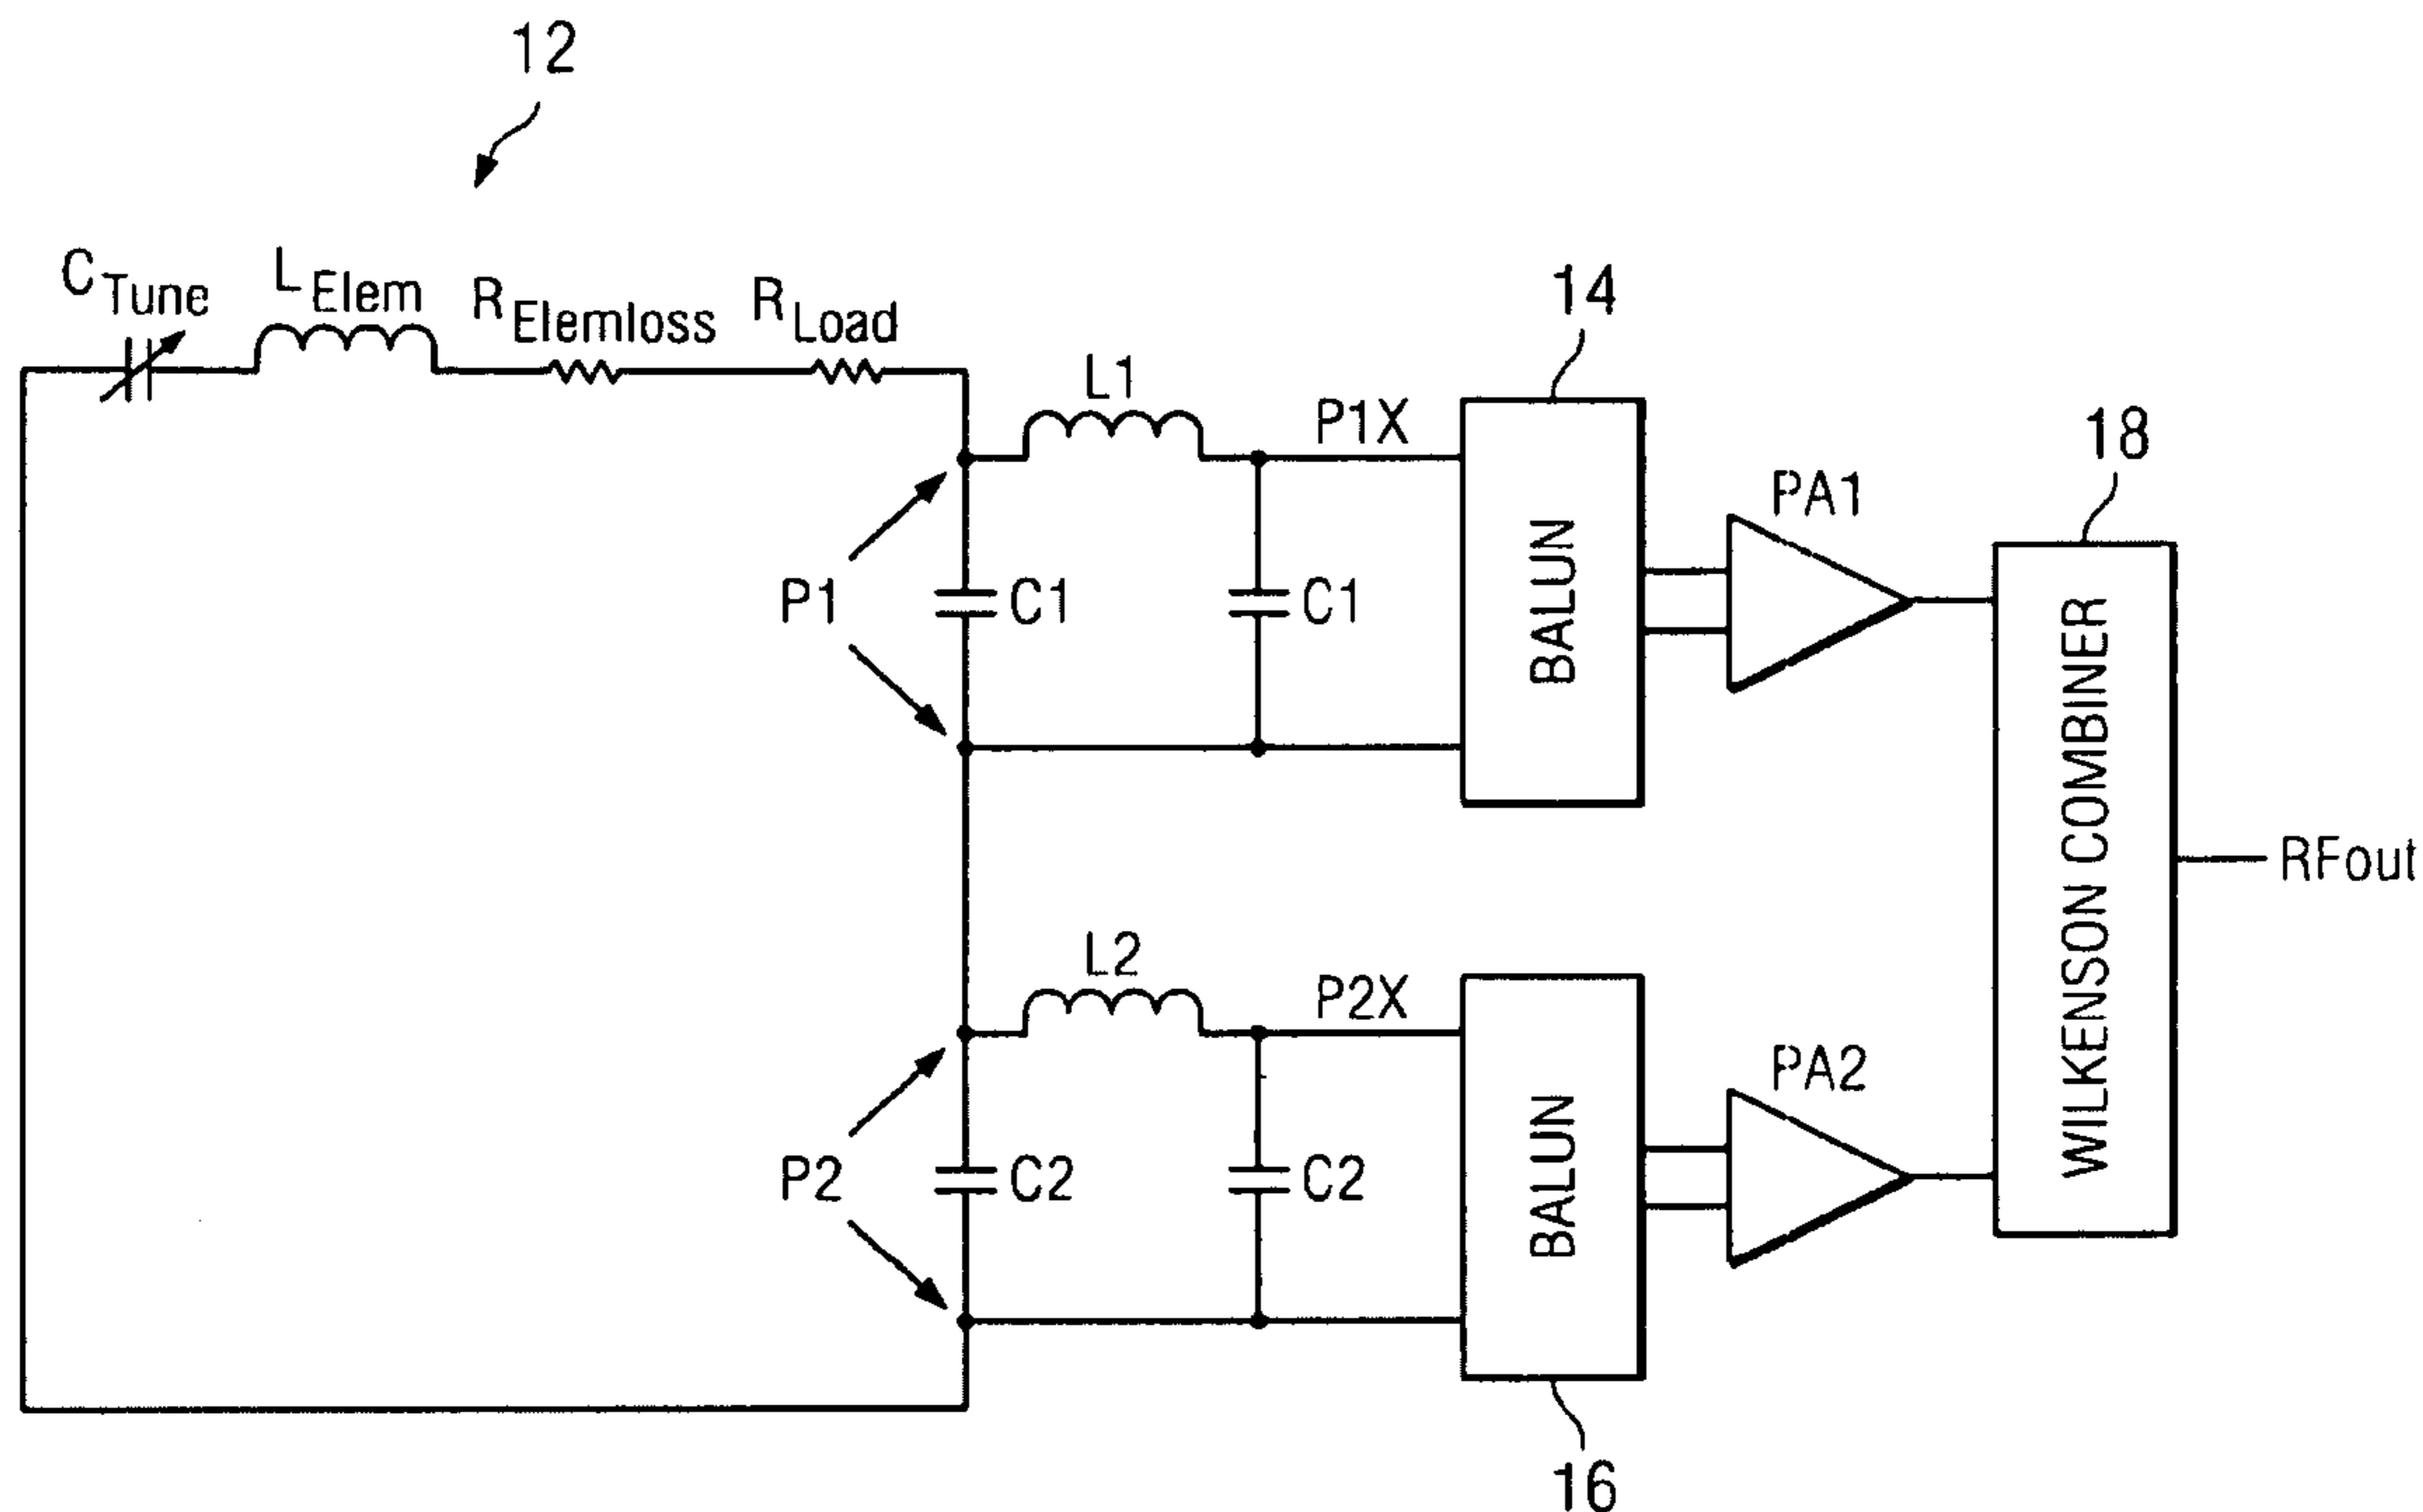 12
C Tune
L Elem
R Elemloss
R Load
14
L1
P1X
18
PA1
P1
C1
C1
BALUN
WILKENSON COMBINER
RFout
L2
P2X
PA2
P2
C2
C2
BALUN
16